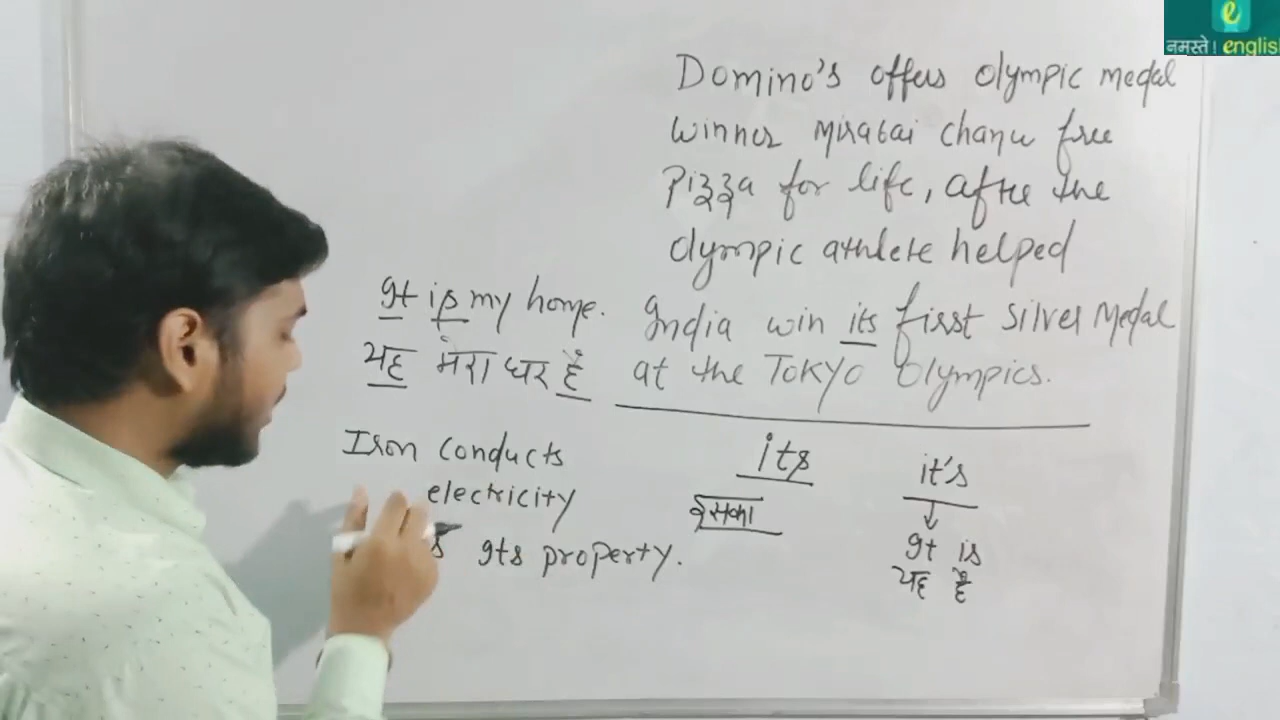 e
नमस्ते। english
Domino's offers Olympic medal
winner Mirabai Chanu free
Pizza for life, after the
Olympic athlete helped
India win its first Silver Medal
at the TOKYO Olympics.
It is my home.
यह मेरा घर है
Iron conducts
electricity
Its property.
its
इसका
it's
↓
It is
यह है